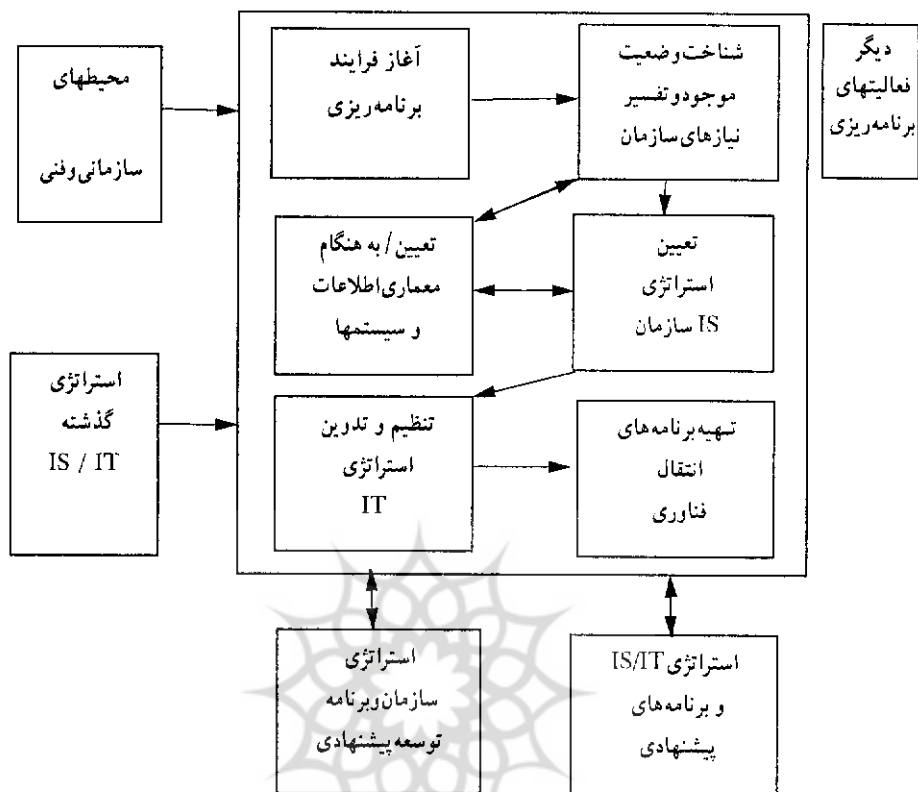 محیطهای
سازمانی و فنی
آغاز فرایند
برنامه‌ریزی
شناخت وضعیت
موجود و تفسیر
نیازهای سازمان
دیگر
فعالیتهای
برنامه‌ریزی
تعیین / به هنگام
معماری اطلاعات
و سیستمها
تعیین
استراتژی
IS سازمان
استراتژی
گذشته
IS / IT
تنظیم و تدوین
استراتژی
IT
تهیه برنامه‌های
انتقال
فناوری
استراتژی
سازمان و برنامه
توسعه پیشنهادی
استراتژی IS/IT
و برنامه‌های
پیشنهادی